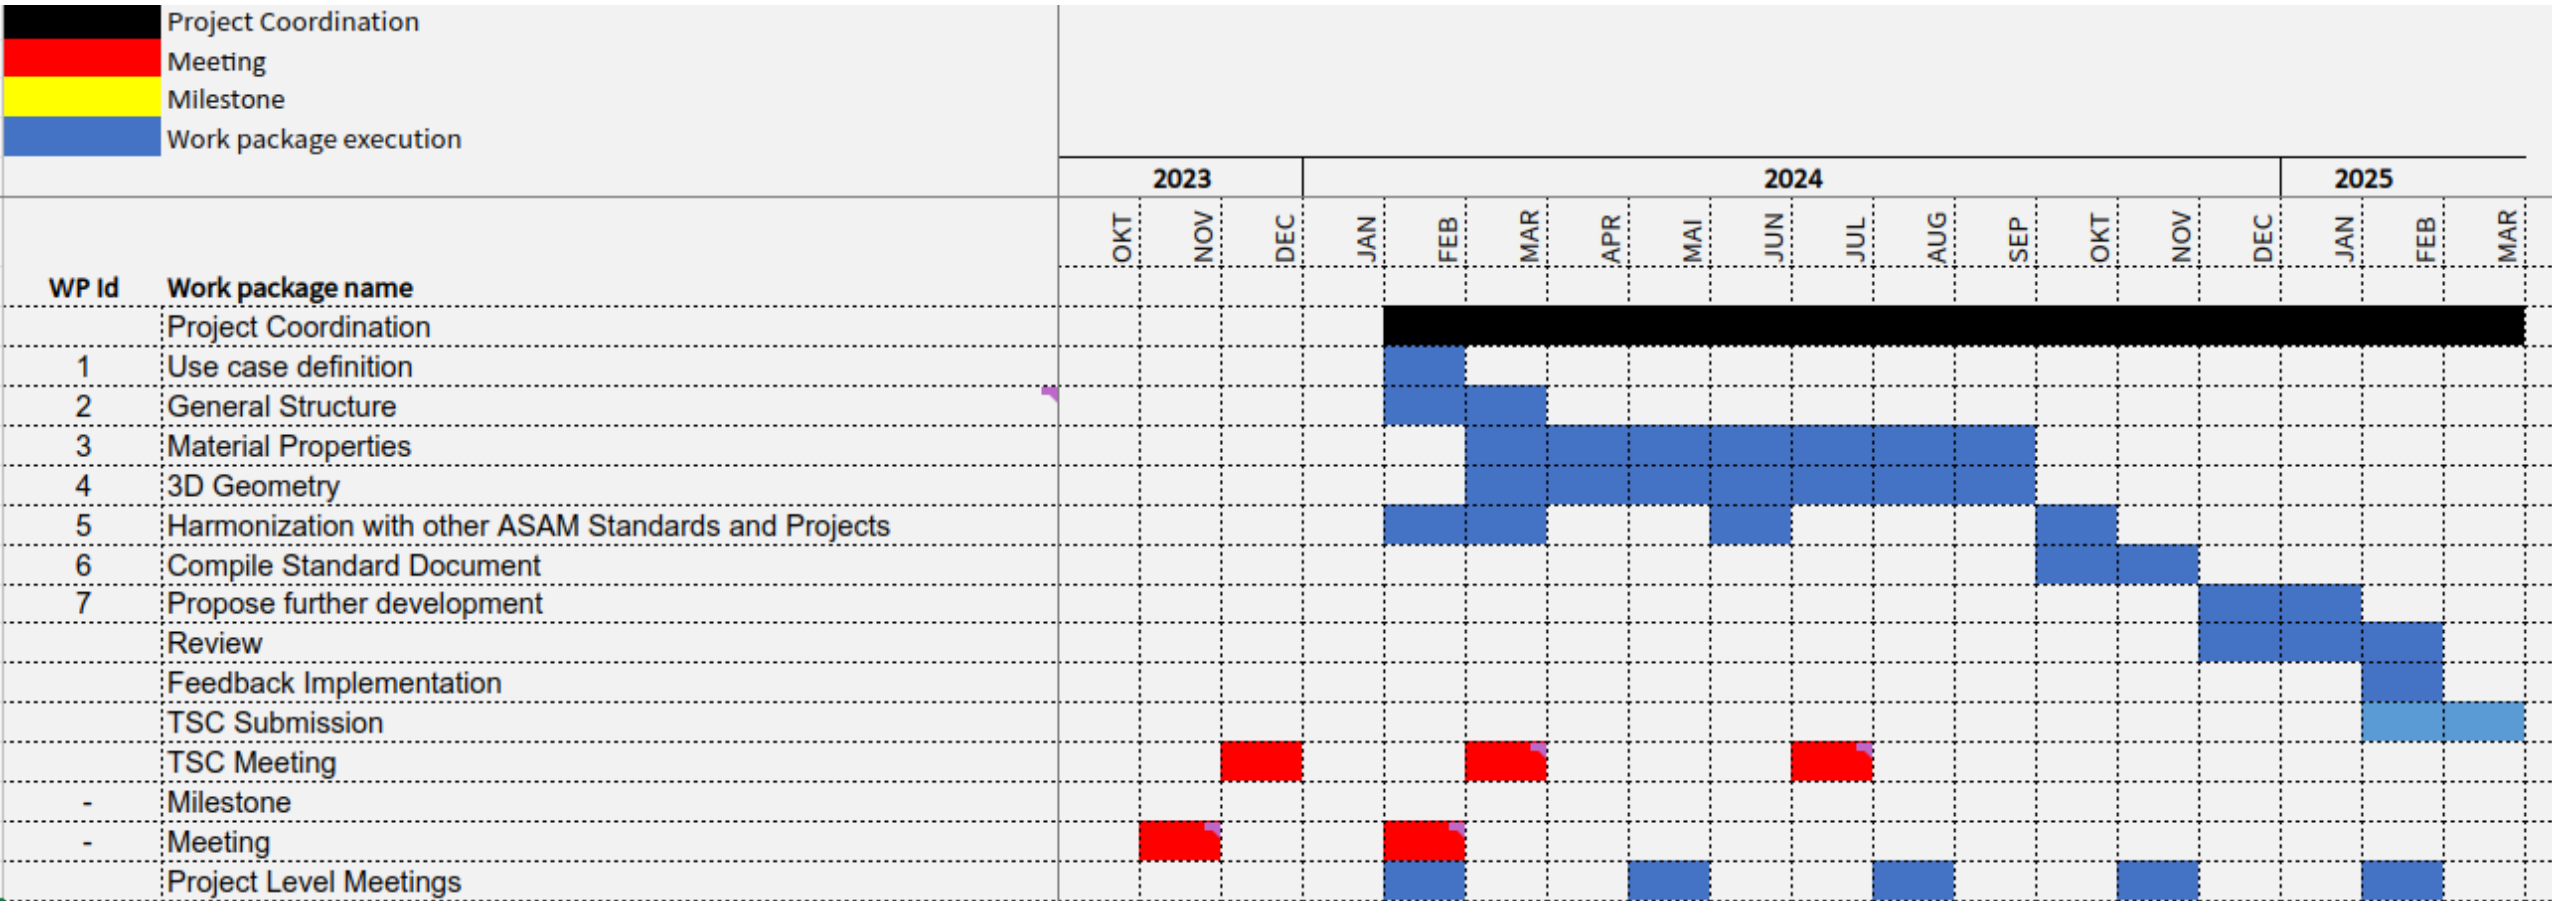 Project Coordination
Meeting
Milestone
Work package execution
2023 2024 2025
OKT NOV DEC JAN FEB MAR APR MAI JUN JUL AUG SEP OKT NOV DEC JAN FEB MAR
WP Id Work package name
Project Coordination
1 Use case definition
2 General Structure
3 Material Properties
4 3D Geometry
5 Harmonization with other ASAM Standards and Projects
6 Compile Standard Document
7 Propose further development
Review
Feedback Implementation
TSC Submission
TSC Meeting
- Milestone
- Meeting
Project Level Meetings